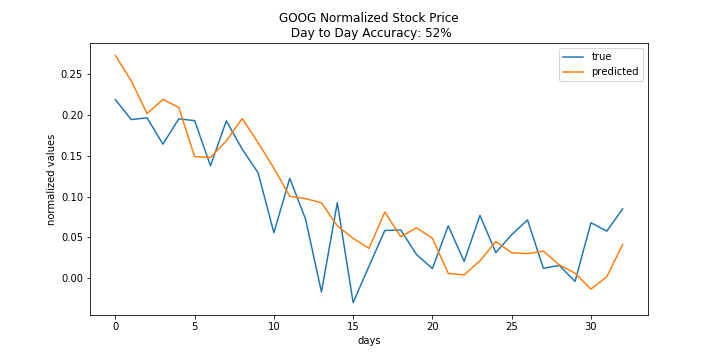 GOOG Normalized Stock Price
Day to Day Accuracy: 52%
true
predicted
normalized values
0.25
0.20
0.15
0.10
0.05
0.00
0 5 10 15 20 25 30
days